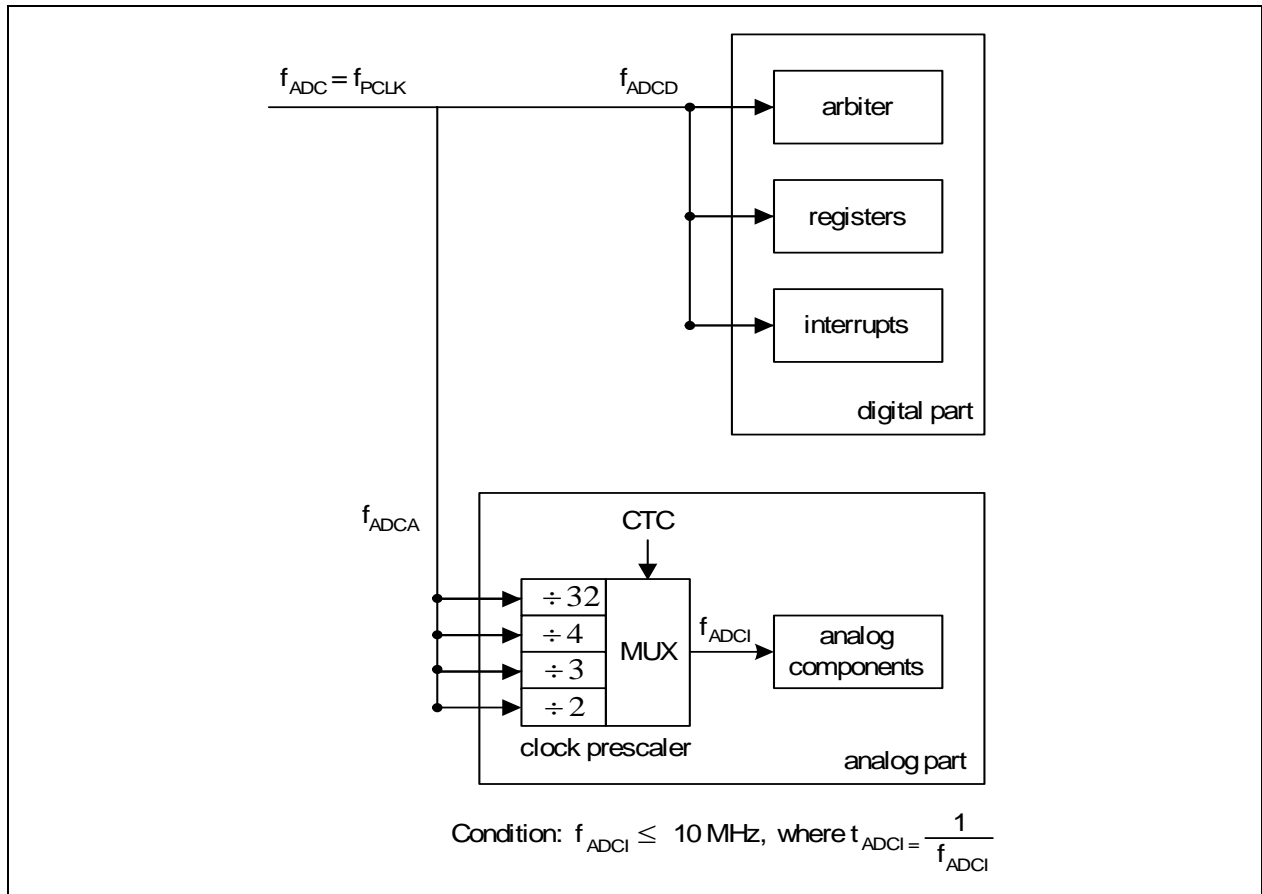 f_ADC = f_PCLK
f_ADCD
arbiter
registers
interrupts
digital part
f_ADCA
CTC
÷ 32
÷ 4
÷ 3
÷ 2
MUX
f_ADCI
analog
components
clock prescaler
analog part
Condition: f_ADCI ≤ 10 MHz, where t_ADCI = 1 / f_ADCI